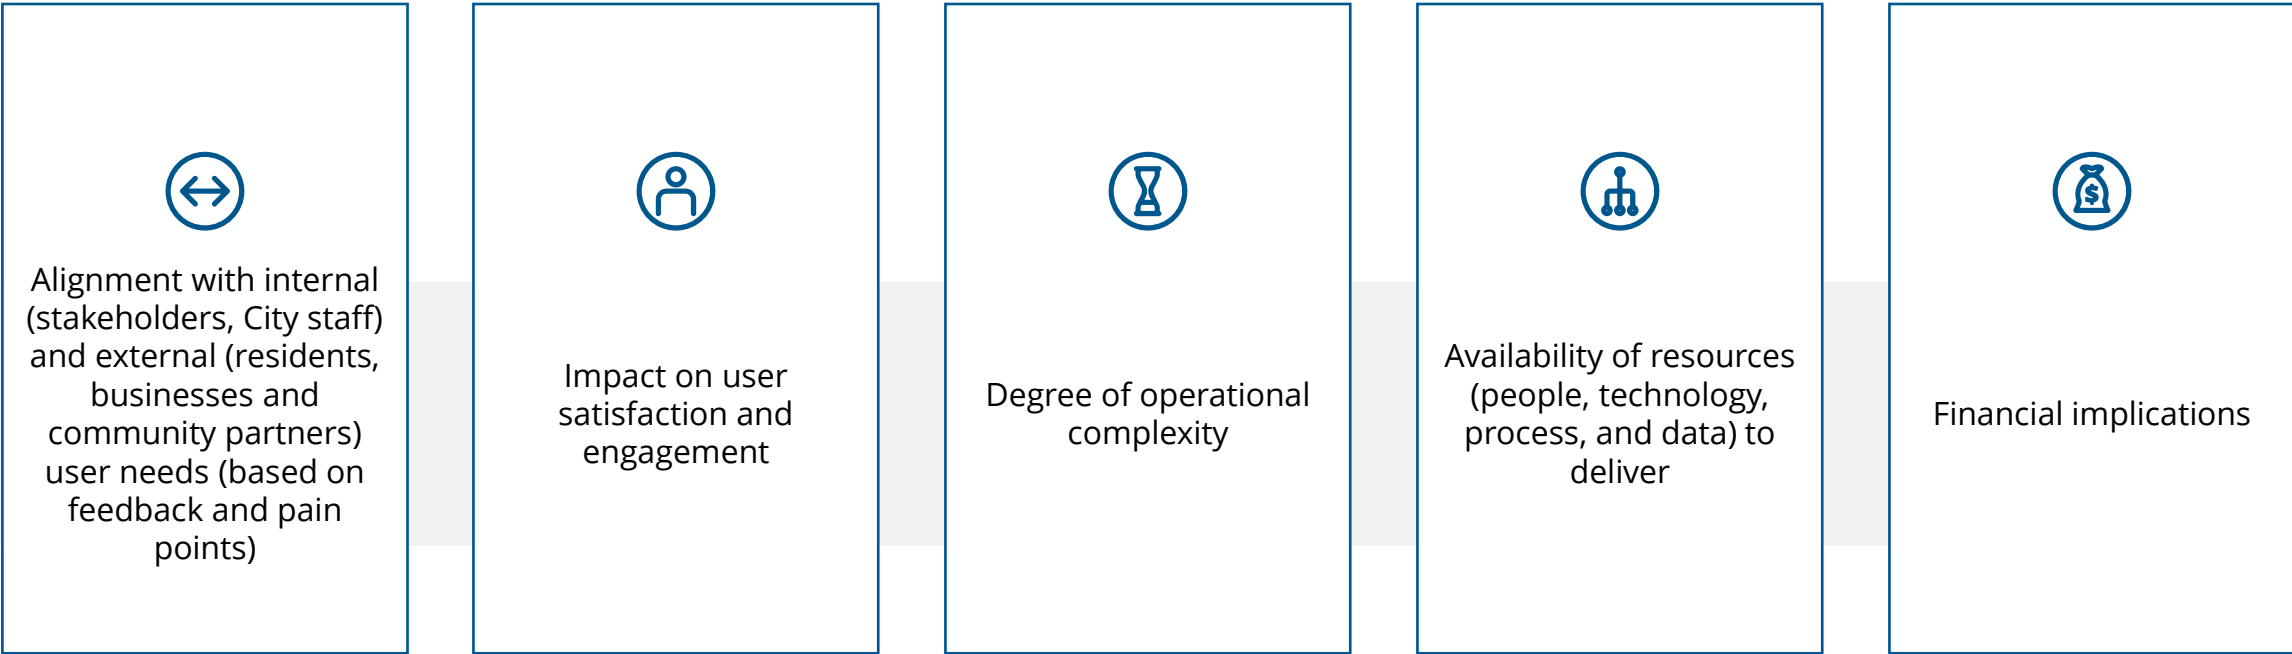 Alignment with internal
(stakeholders, City staff)
and external (residents,
businesses and
community partners)
user needs (based on
feedback and pain
points)
Impact on user
satisfaction and
engagement
Degree of operational
complexity
Availability of resources
(people, technology,
process, and data) to
deliver
Financial implications